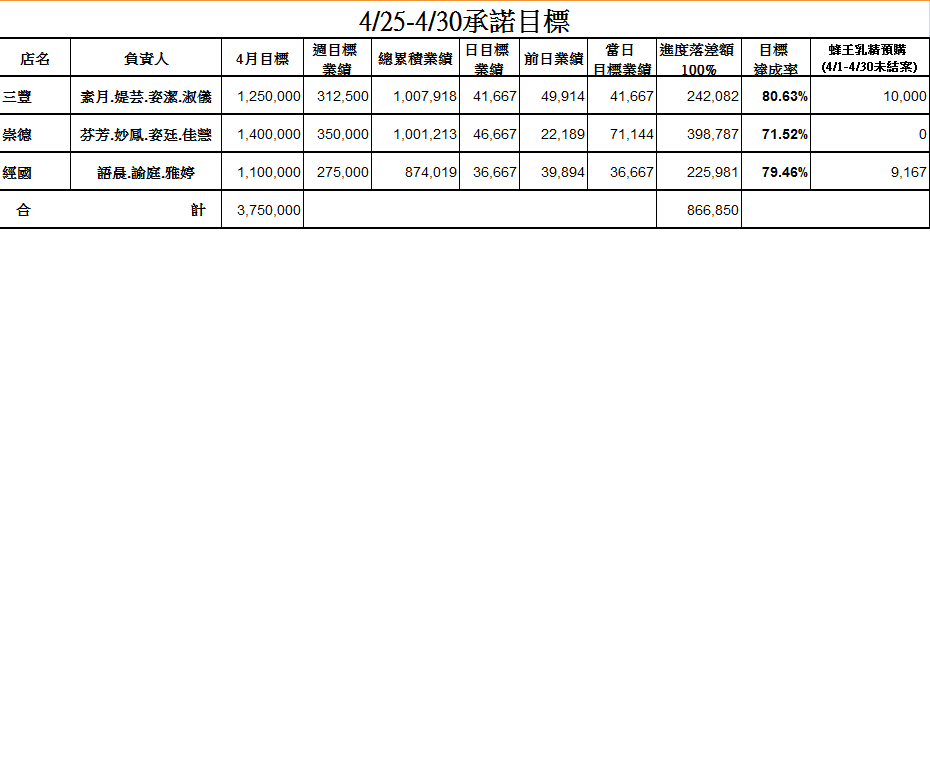 4/25-4/30承諾目標
店名 負責人 4月目標 週目標業績 總累積業績 日目標業績 前日業績 當日目標業績 進度落差額100% 目標達成率 蜂王乳精預購(4/1-4/30未結案)
三豐 素月.媞芸.姿潔.淑儀 1,250,000 312,500 1,007,918 41,667 49,914 41,667 242,082 80.63% 10,000
崇德 芬芳.妙鳳.姿廷.佳慧 1,400,000 350,000 1,001,213 46,667 22,189 71,144 398,787 71.52% 0
經國 語晨.諭庭.雅婷 1,100,000 275,000 874,019 36,667 39,894 36,667 225,981 79.46% 9,167
合 計 3,750,000 866,850